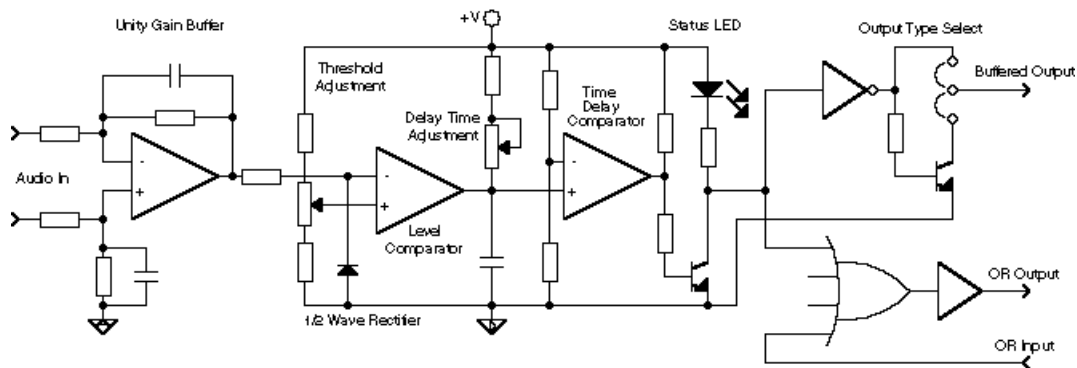 Unity Gain Buffer
+V
Status LED
Output Type Select
Threshold
Adjustment
Delay Time
Adjustment
Time
Delay
Comparator
Buffered Output
Audio In
-
+
-
+
-
+
Level
Comparator
1/2 Wave Rectifier
OR Output
OR Input